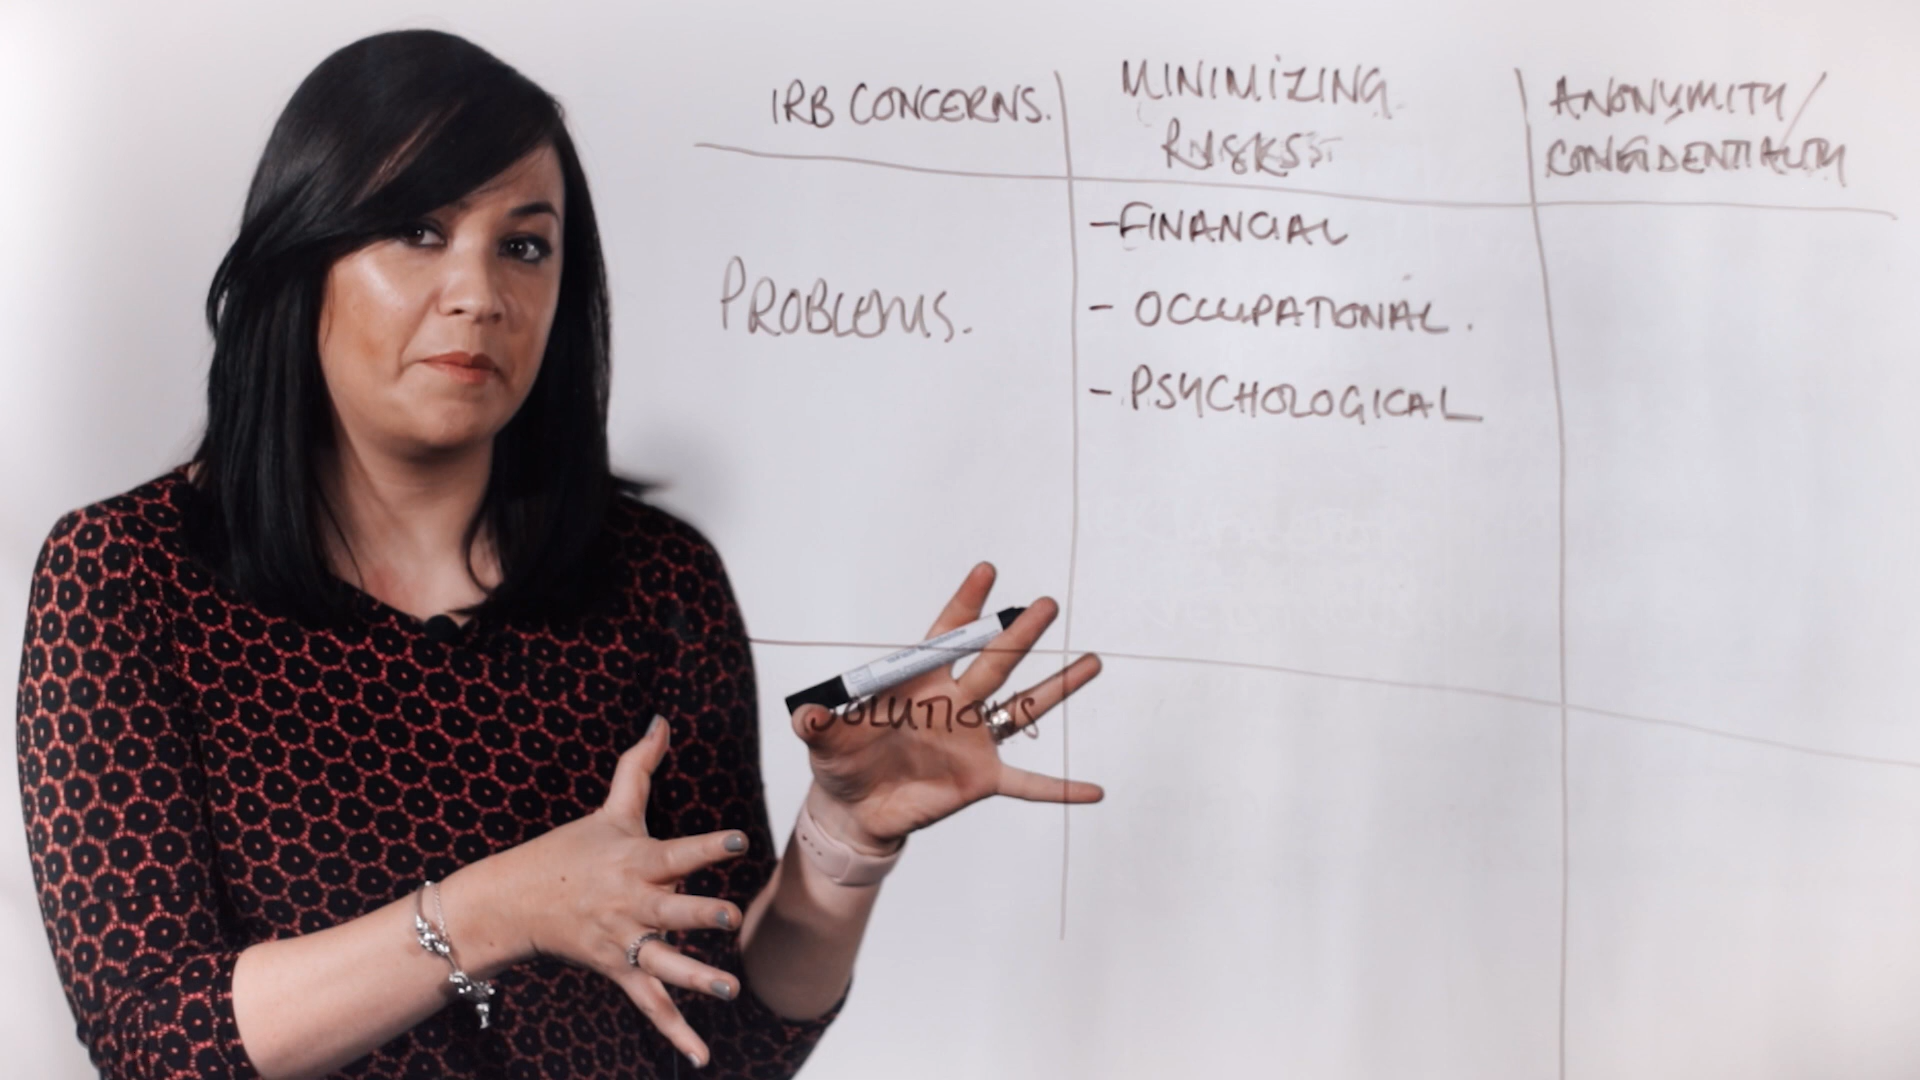 IRB CONCERNS.
MINIMIZING
RISKS
ANONYMITY/
CONFIDENTIALITY
PROBLEMS.
-FINANCIAL
- OCCUPATIONAL.
- PSYCHOLOGICAL
SOLUTIONS